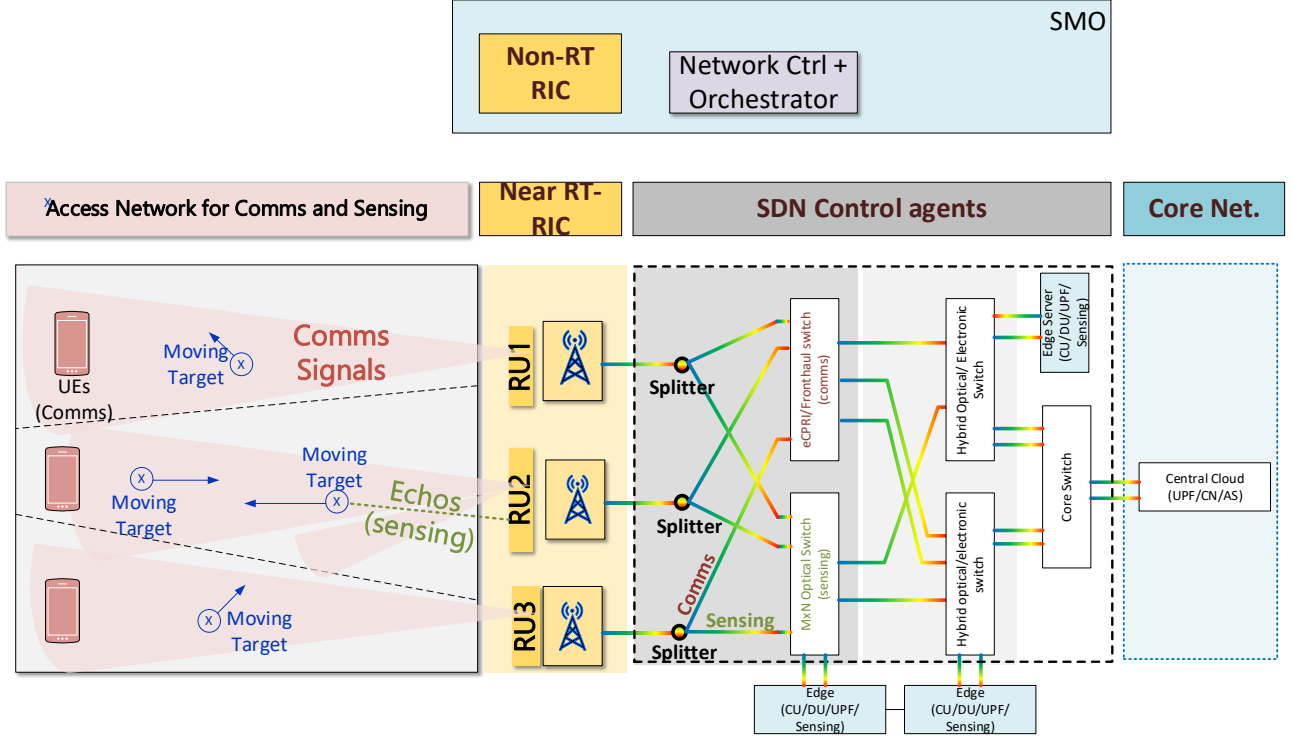 SMO
Non-RT
RIC
Network Ctrl +
Orchestrator
x
Access Network for Comms and Sensing
Near RT-
RIC
SDN Control agents
Core Net.
UEs
(Comms)
Moving
Target
x
Comms
Signals
x
Moving
Target
Moving
Target
x
Echos
(sensing)
x
Moving
Target
RU1
RU2
RU3
Splitter
Splitter
Splitter
Comms
Sensing
eCPRI/Fronthaul switch
(comms)
MxN Optical Switch
(sensing)
Hybrid Optical/ Electronic
Switch
Hybrid optical/electronic
switch
Edge Server
(CU/DU/UPF/
Sensing)
Core Switch
Central Cloud
(UPF/CN/AS)
Edge
(CU/DU/UPF/
Sensing)
Edge
(CU/DU/UPF/
Sensing)